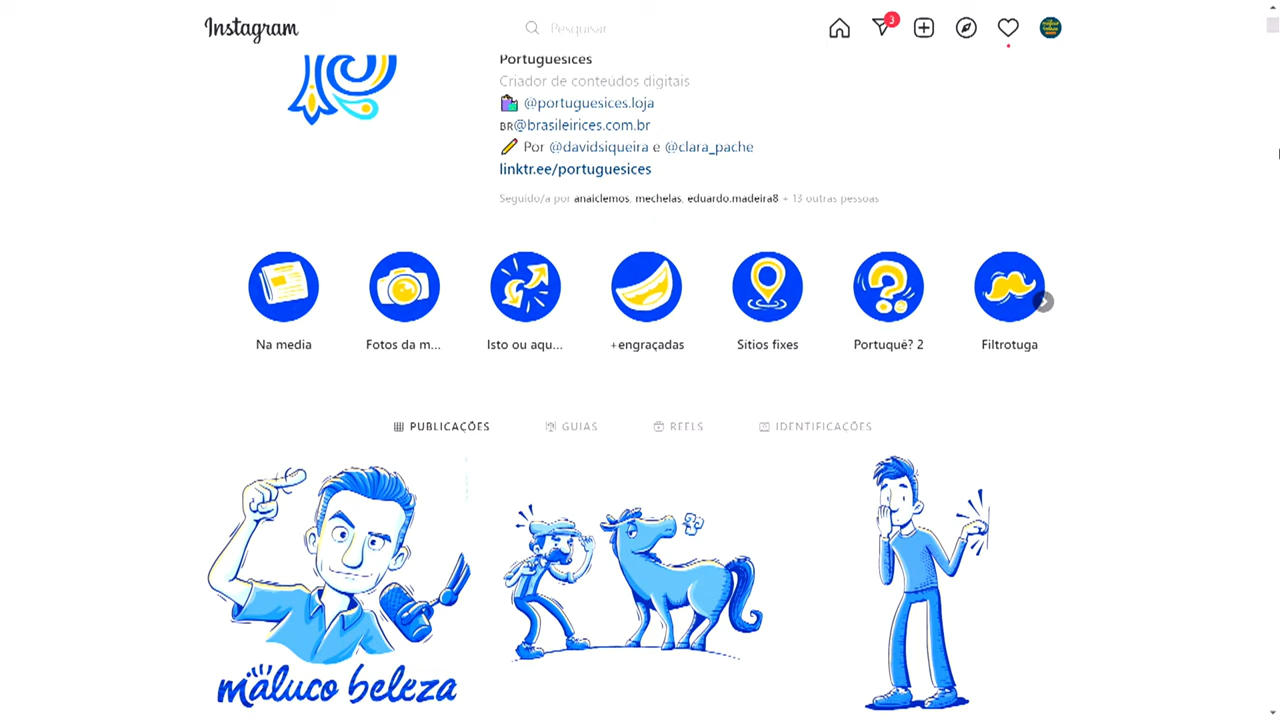 Instagram
Pesquisar
3
Portuguesices
Criador de conteúdos digitais
@portuguesices.loja
BR@brasileirices.com.br
Por @davidsiqueira e @clara_pache
linktr.ee/portuguesices
Seguido/a por anaiclemos, mechelas, eduardo.madeira8 + 13 outras pessoas
Na media
Fotos da m...
Isto ou aqu...
+engraçadas
Sitios fixes
Portuquê? 2
Filtrotuga
PUBLICAÇÕES
GUIAS
REELS
IDENTIFICAÇÕES
maluco beleza